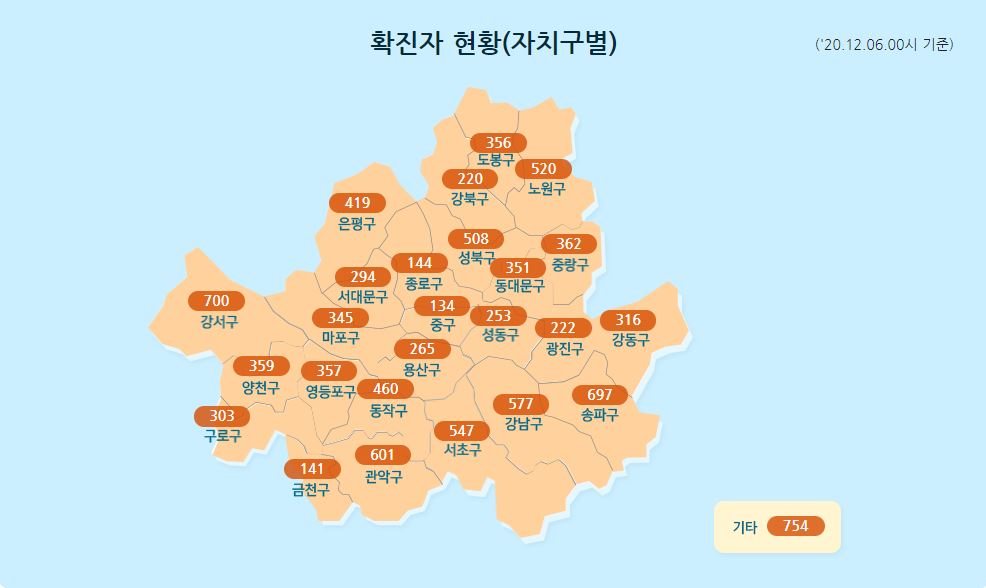 확진자 현황(자치구별)
('20.12.06.00시 기준)
356
도봉구
520
노원구
220
강북구
419
은평구
508
성북구
362
중랑구
144
종로구
351
동대문구
294
서대문구
700
강서구
134
중구
345
마포구
253
성동구
222
광진구
316
강동구
265
용산구
359
양천구
357
영등포구
460
동작구
697
송파구
577
강남구
303
구로구
547
서초구
601
관악구
141
금천구
기타 754